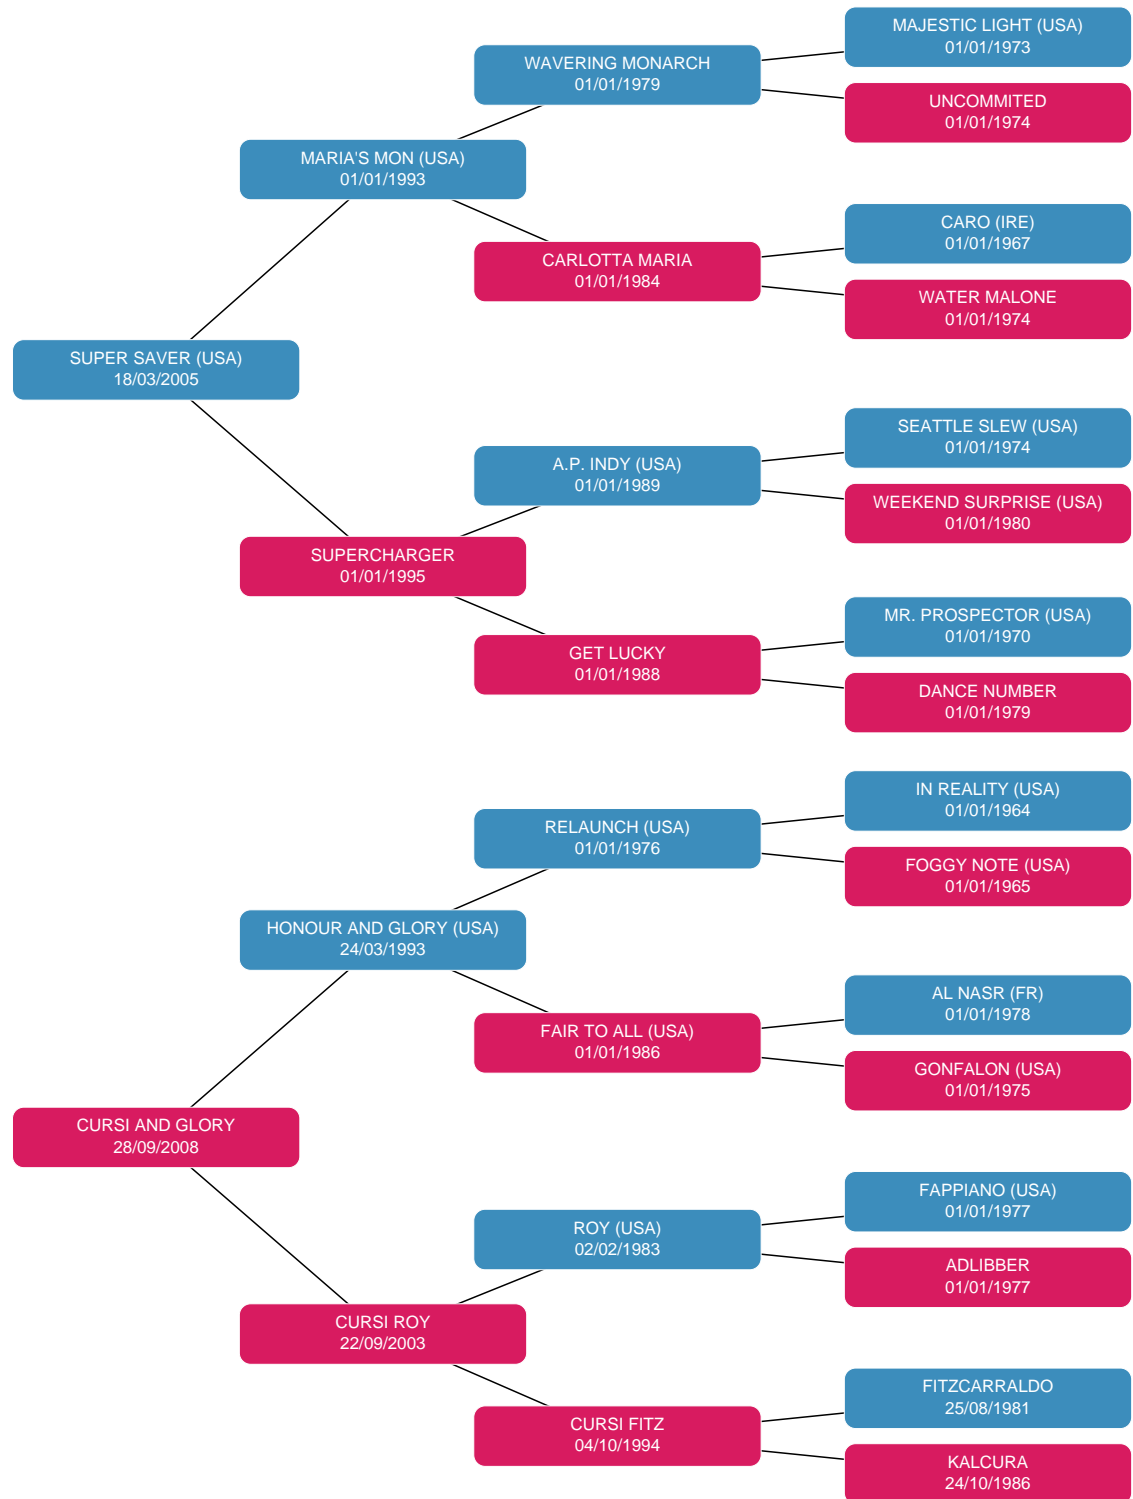 MAJESTIC LIGHT (USA)
01/01/1973
WAVERING MONARCH
01/01/1979
UNCOMMITED
01/01/1974
MARIA'S MON (USA)
01/01/1993
CARO (IRE)
01/01/1967
CARLOTTA MARIA
01/01/1984
WATER MALONE
01/01/1974
SUPER SAVER (USA)
18/03/2005
SEATTLE SLEW (USA)
01/01/1974
A.P. INDY (USA)
01/01/1989
WEEKEND SURPRISE (USA)
01/01/1980
SUPERCHARGER
01/01/1995
MR. PROSPECTOR (USA)
01/01/1970
GET LUCKY
01/01/1988
DANCE NUMBER
01/01/1979
IN REALITY (USA)
01/01/1964
RELAUNCH (USA)
01/01/1976
FOGGY NOTE (USA)
01/01/1965
HONOUR AND GLORY (USA)
24/03/1993
AL NASR (FR)
01/01/1978
FAIR TO ALL (USA)
01/01/1986
GONFALON (USA)
01/01/1975
CURSI AND GLORY
28/09/2008
FAPPIANO (USA)
01/01/1977
ROY (USA)
02/02/1983
ADLIBBER
01/01/1977
CURSI ROY
22/09/2003
FITZCARRALDO
25/08/1981
CURSI FITZ
04/10/1994
KALCURA
24/10/1986